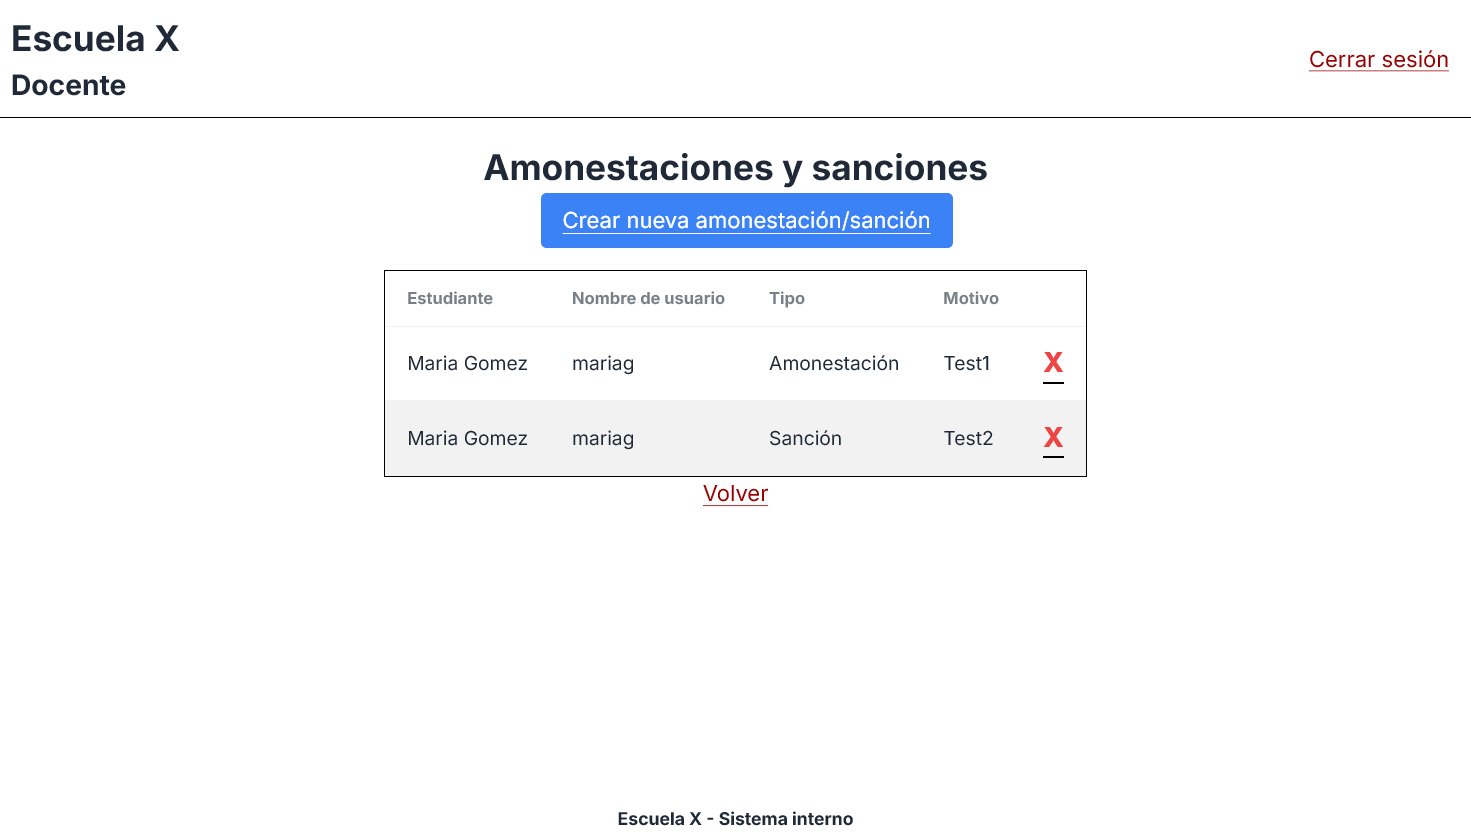 Escuela X
Docente
Cerrar sesión
Amonestaciones y sanciones
Crear nueva amonestación/sanción
Estudiante Nombre de usuario Tipo Motivo
Maria Gomez mariag Amonestación Test1 X
Maria Gomez mariag Sanción Test2 X
Volver
Escuela X - Sistema interno